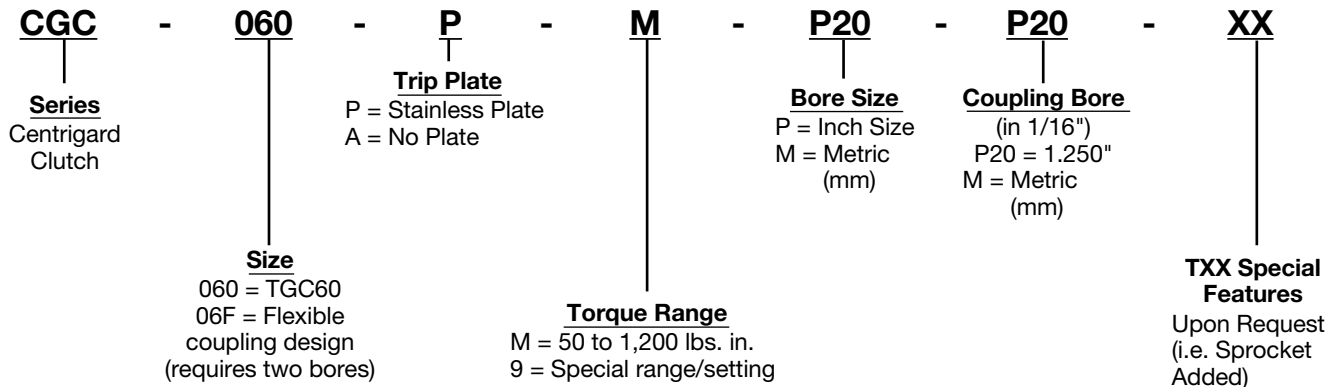 CGC - 060 - P - M - P20 - P20 - XX
Series
Centrigard
Clutch
Size
060 = TGC60
06F = Flexible
coupling design
(requires two bores)
Trip Plate
P = Stainless Plate
A = No Plate
Torque Range
M = 50 to 1,200 lbs. in.
9 = Special range/setting
Bore Size
P = Inch Size
M = Metric
(mm)
Coupling Bore
(in 1/16")
P20 = 1.250"
M = Metric
(mm)
TXX Special
Features
Upon Request
(i.e. Sprocket
Added)